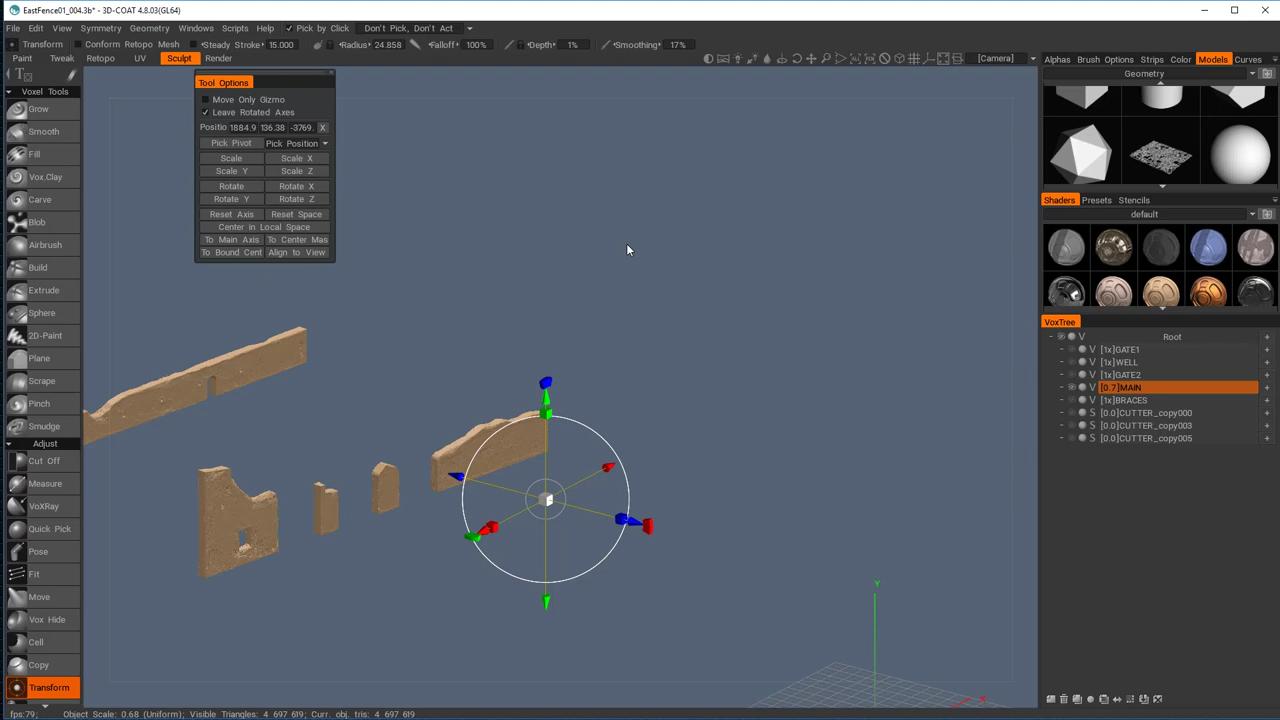 EastFence01_004.3b* - 3D-COAT 4.8.03(GL64)
File Edit View Symmetry Geometry Windows Scripts Help Pick by Click Don't Pick, Don't Act
Transform Conform Retopo Mesh Steady Stroke 15.000 Radius 24.858 Falloff 100% Depth 1% Smoothing 17%
Paint Tweak Retopo UV Sculpt Render [Camera] Alphas Brush Options Strips Color Models Curves
Voxel Tools
Grow
Smooth
Fill
Vox.Clay
Carve
Blob
Airbrush
Build
Extrude
Sphere
2D-Paint
Plane
Scrape
Pinch
Smudge
Adjust
Cut Off
Measure
VoXRay
Quick Pick
Pose
Fit
Move
Vox Hide
Cell
Copy
Transform
Tool Options
Move Only Gizmo
Leave Rotated Axes
Positio 1884.9 136.38 -3769. X
Pick Pivot Pick Position
Scale Scale X
Scale Y Scale Z
Rotate Rotate X
Rotate Y Rotate Z
Reset Axis Reset Space
Center in Local Space
To Main Axis To Center Mas
To Bound Cent Align to View
Y
X
Geometry
Shaders Presets Stencils
default
VoxTree
V Root
V [1x]GATE1
V [1x]WELL
V [1x]GATE2
V [0.7]MAIN
V [1x]BRACES
S [0.0]CUTTER_copy000
S [0.0]CUTTER_copy003
S [0.0]CUTTER_copy005
fps:79; Object Scale: 0.68 (Uniform); Visible Triangles: 4 697 619; Curr. obj. tris: 4 697 619